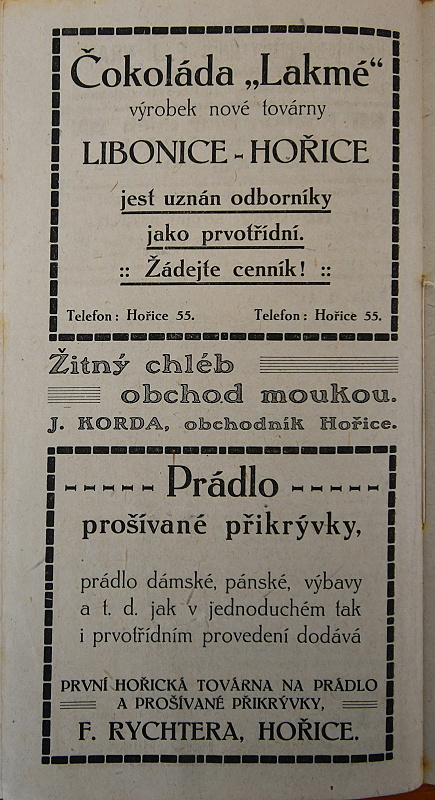 Čokoláda „Lakmé“
výrobek nové továrny
LIBONICE - HOŘICE
jest uznán odborníky
jako prvotřídní.
:: Žádejte cenník! ::
Telefon: Hořice 55. Telefon: Hořice 55.
Žitný chléb
obchod moukou.
J. KORDA, obchodník Hořice.
Prádlo
prošívané přikrývky,
prádlo dámské, pánské, výbavy
a t. d. jak v jednoduchém tak
i prvotřídním provedení dodává
PRVNÍ HOŘICKÁ TOVÁRNA NA PRÁDLO
A PROŠÍVANÉ PŘIKRÝVKY,
F. RYCHTERA, HOŘICE.